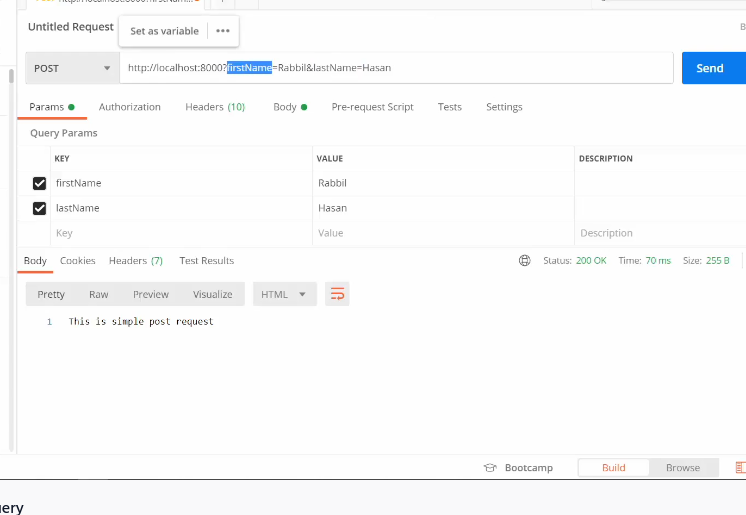 Untitled Request
Set as variable •••
POST
http://localhost:8000?firstName=Rabbil&lastName=Hasan
Send
Params Authorization Headers (10) Body Pre-request Script Tests Settings
Query Params
KEY VALUE DESCRIPTION
firstName Rabbil
lastName Hasan
Key Value Description
Body Cookies Headers (7) Test Results Status: 200 OK Time: 70 ms Size: 255 B
Pretty Raw Preview Visualize HTML
1 This is simple post request
Bootcamp Build Browse